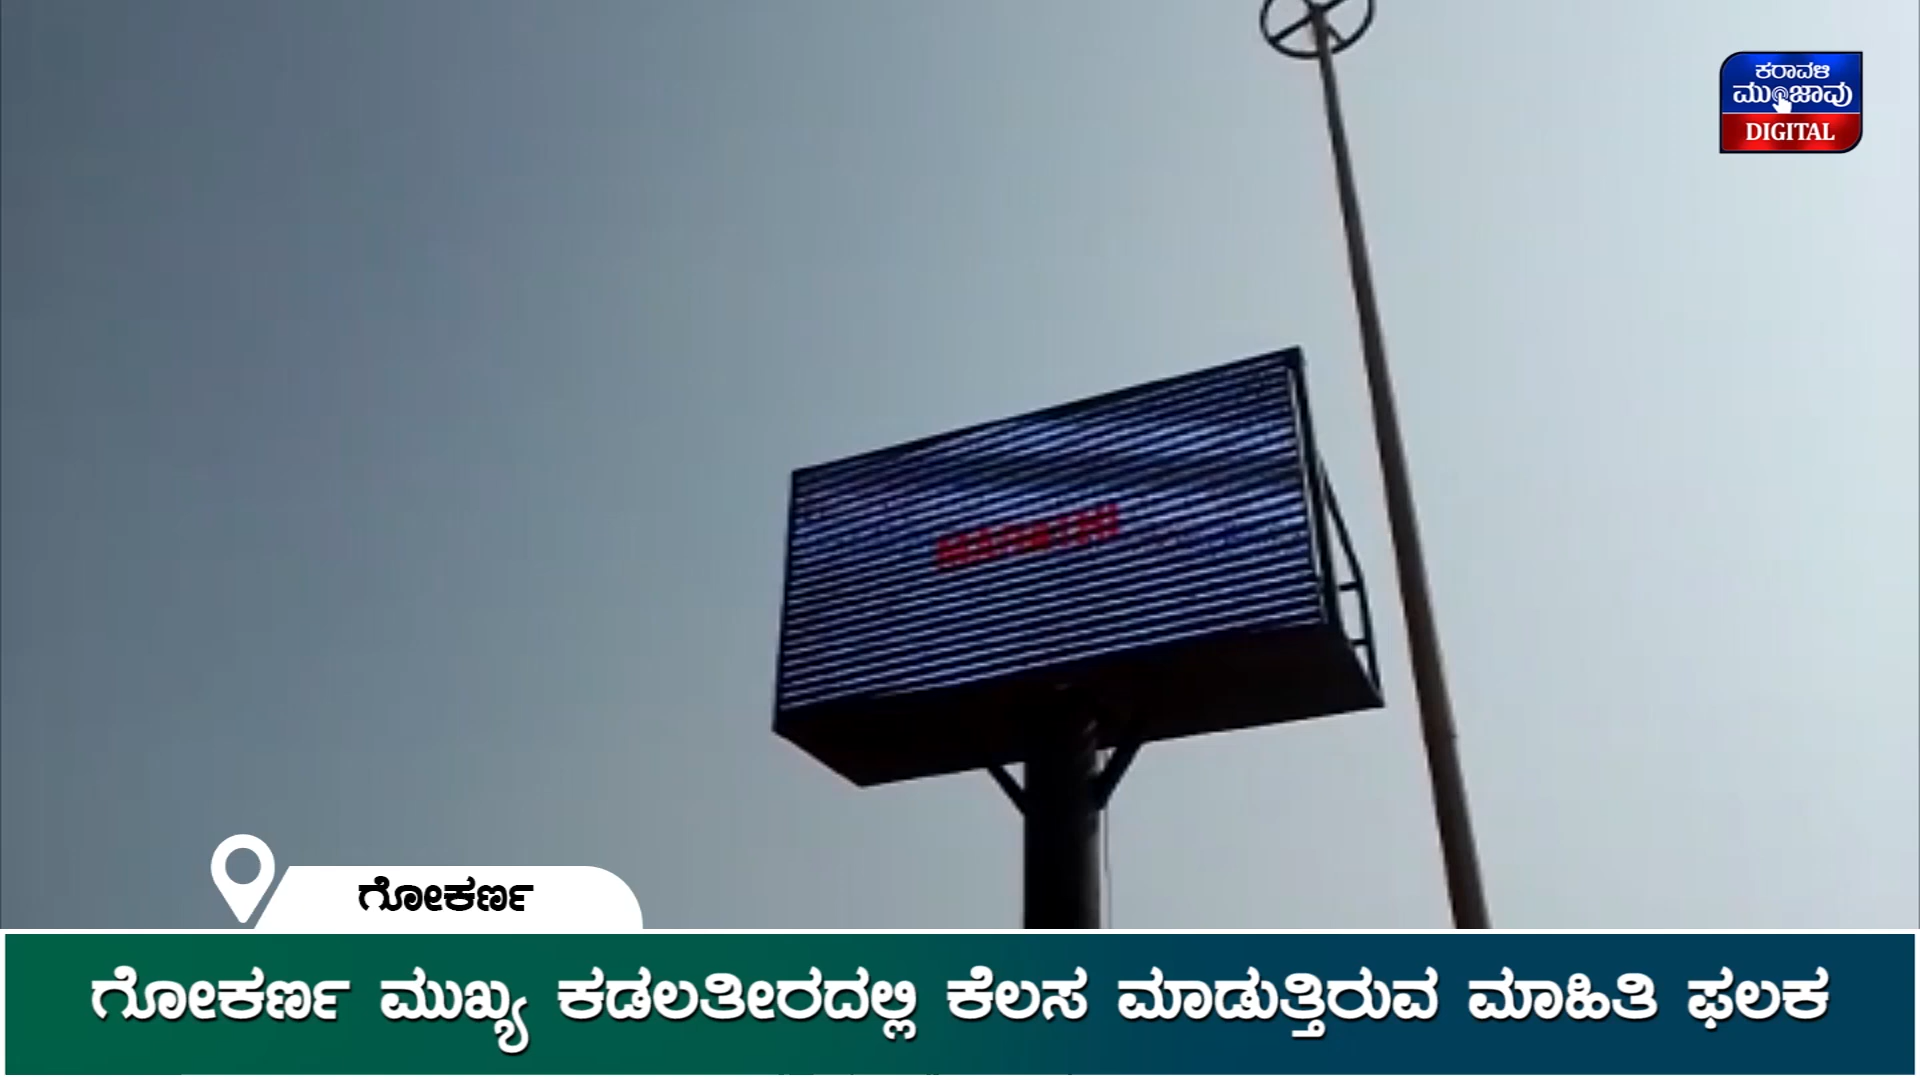 ಕರಾವಳಿ
ಮುಂಜಾವು
DIGITAL
ಗೋಕರ್ಣ
ಗೋಕರ್ಣ ಮುಖ್ಯ ಕಡಲತೀರದಲ್ಲಿ ಕೆಲಸ ಮಾಡುತ್ತಿರುವ ಮಾಹಿತಿ ಫಲಕ